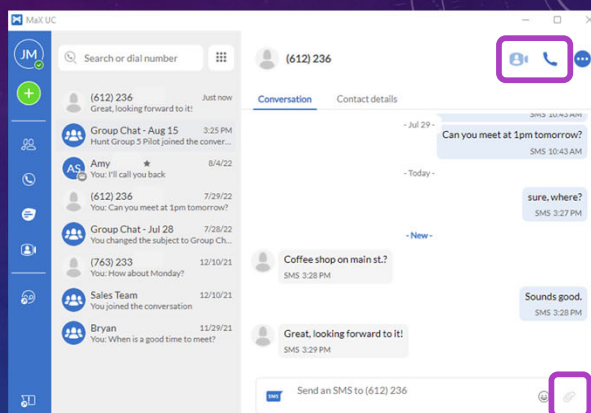 MaX UC
JM
Search or dial number
(612) 236
Just now
Great, looking forward to it!
Group Chat - Aug 15
3:25 PM
Hunt Group 5 Pilot joined the conver...
AS
Amy
8/4/22
You: I'll call you back
(612) 236
7/29/22
You: Can you meet at 1pm tomorrow?
Group Chat - Jul 28
7/28/22
You changed the subject to Group Ch...
(763) 233
12/10/21
You: How about Monday?
Sales Team
12/10/21
You joined the conversation
Bryan
11/29/21
You: When is a good time to meet?
(612) 236
Conversation
Contact details
SMS 10:43 AM
- Jul 29 -
Can you meet at 1pm tomorrow?
SMS 10:43 AM
- Today -
sure, where?
SMS 3:27 PM
- New -
Coffee shop on main st.?
SMS 3:28 PM
Sounds good.
SMS 3:28 PM
Great, looking forward to it!
SMS 3:29 PM
SMS
Send an SMS to (612) 236